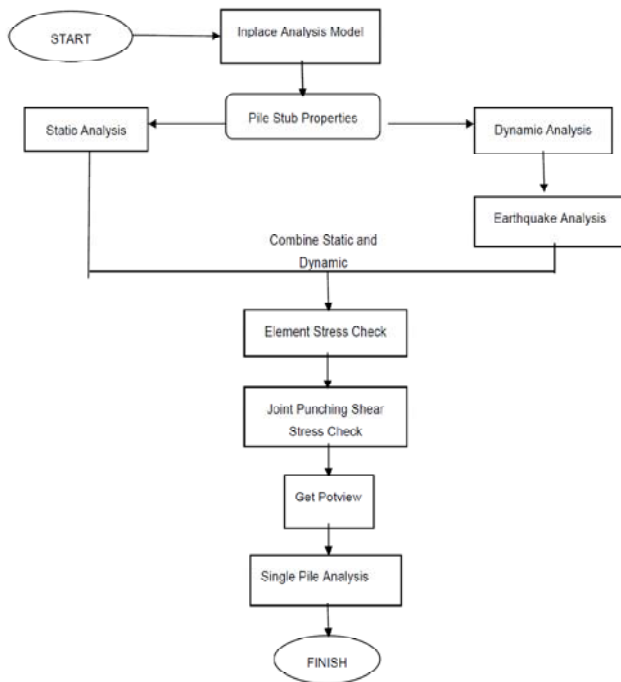 START
Inplace Analysis Model
Pile Stub Properties
Static Analysis
Dynamic Analysis
Earthquake Analysis
Combine Static and
Dynamic
Element Stress Check
Joint Punching Shear
Stress Check
Get Potview
Single Pile Analysis
FINISH